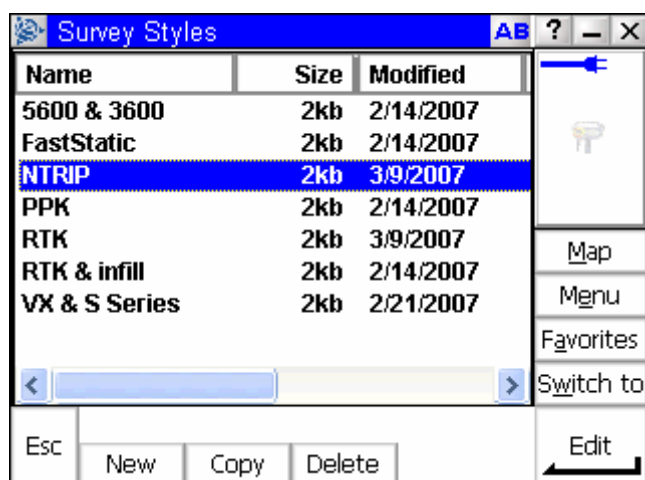 Survey Styles AB ? – ×
Name Size Modified
5600 & 3600 2kb 2/14/2007
FastStatic 2kb 2/14/2007
NTRIP 2kb 3/9/2007
PPK 2kb 2/14/2007
RTK 2kb 3/9/2007
RTK & infill 2kb 2/14/2007
VX & S Series 2kb 2/21/2007
Map
Menu
Favorites
Switch to
Esc New Copy Delete Edit